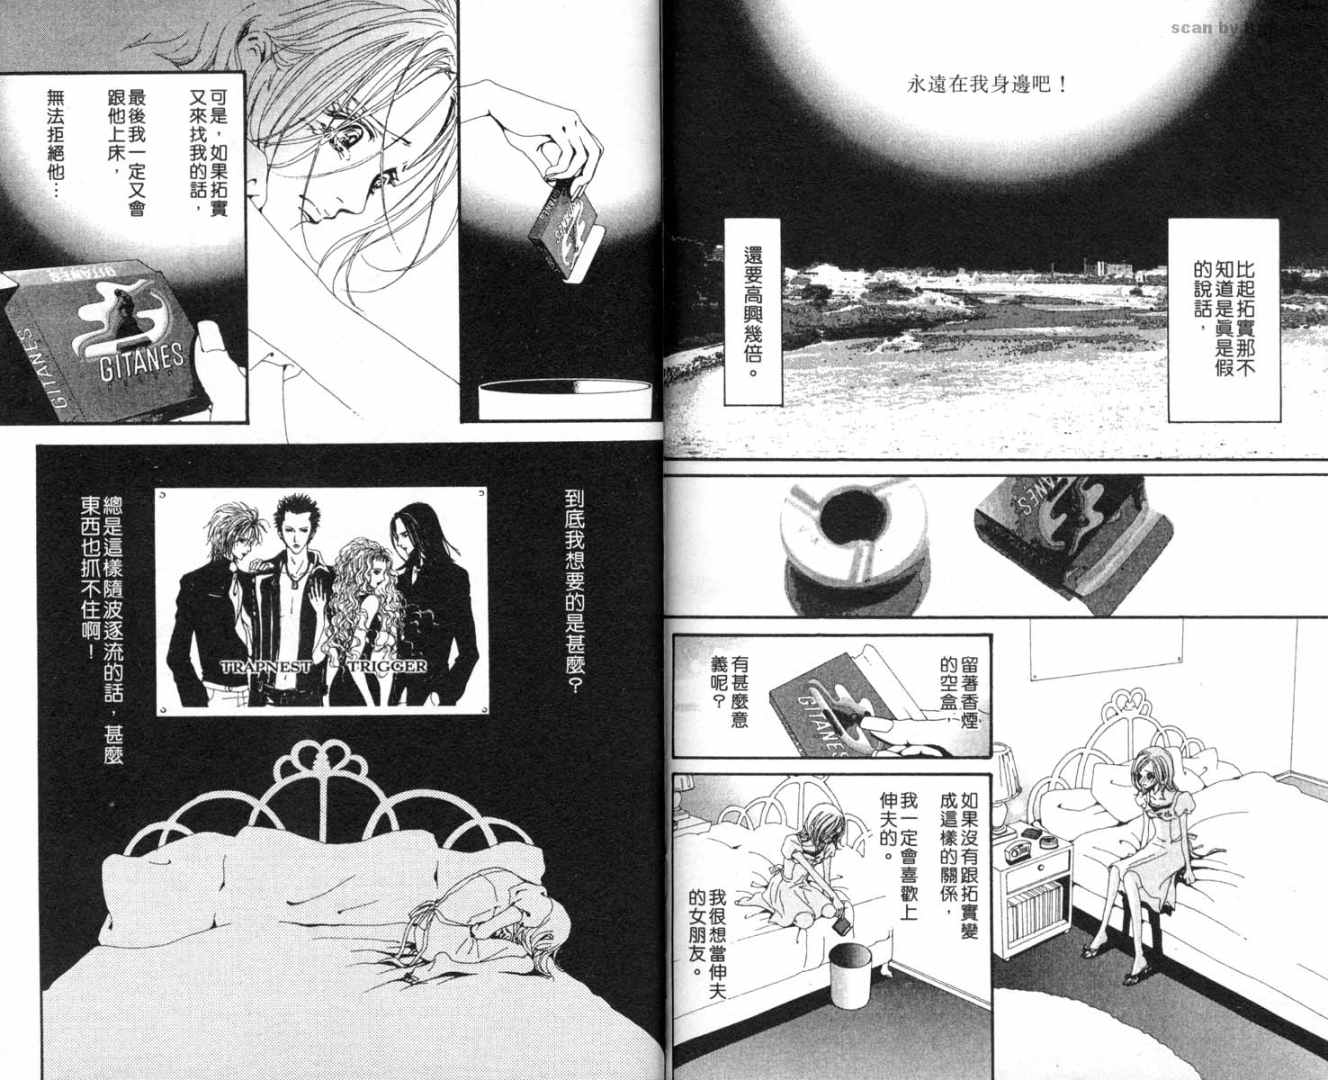 scan by
永遠在我身邊吧！
比起拓實那不
知道是真是假
的說話，
還要高興幾倍。
ANES
留著香煙
的空盒，
有甚麼意
義呢？
GITANES
如果沒有跟拓實變
成這樣的關係，
我一定會喜歡上
伸夫的。
我很想當伸夫
的女朋友。
可是，如果拓實
又來找我的話，
最後我一定又會
跟他上床，
無法拒絕他…
GITANES
GITANES
GITANES
到底我想要的是甚麼？
TRAPNEST TRIGGER
總是這樣隨波逐流的話，甚麼
東西也抓不住啊！